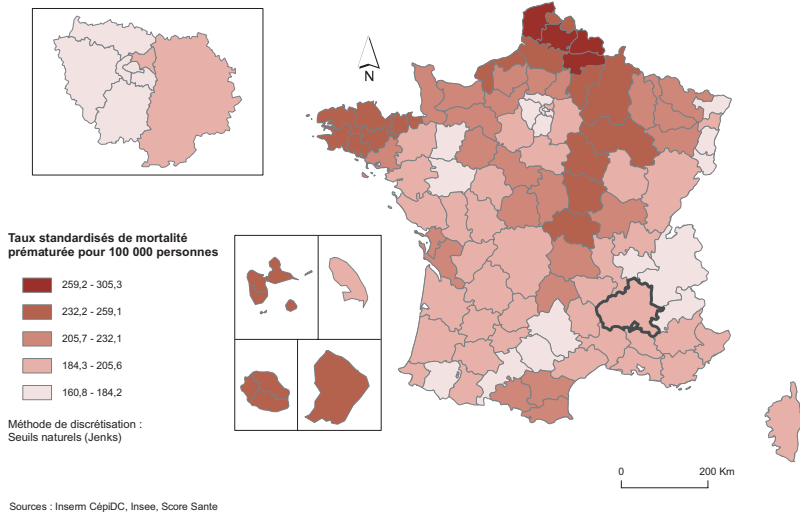 N
Taux standardisés de mortalité
prématurée pour 100 000 personnes
259,2 - 305,3
232,2 - 259,1
205,7 - 232,1
184,3 - 205,6
160,8 - 184,2
Méthode de discrétisation :
Seuils naturels (Jenks)
0 200 Km
Sources : Inserm CépiDC, Insee, Score Sante